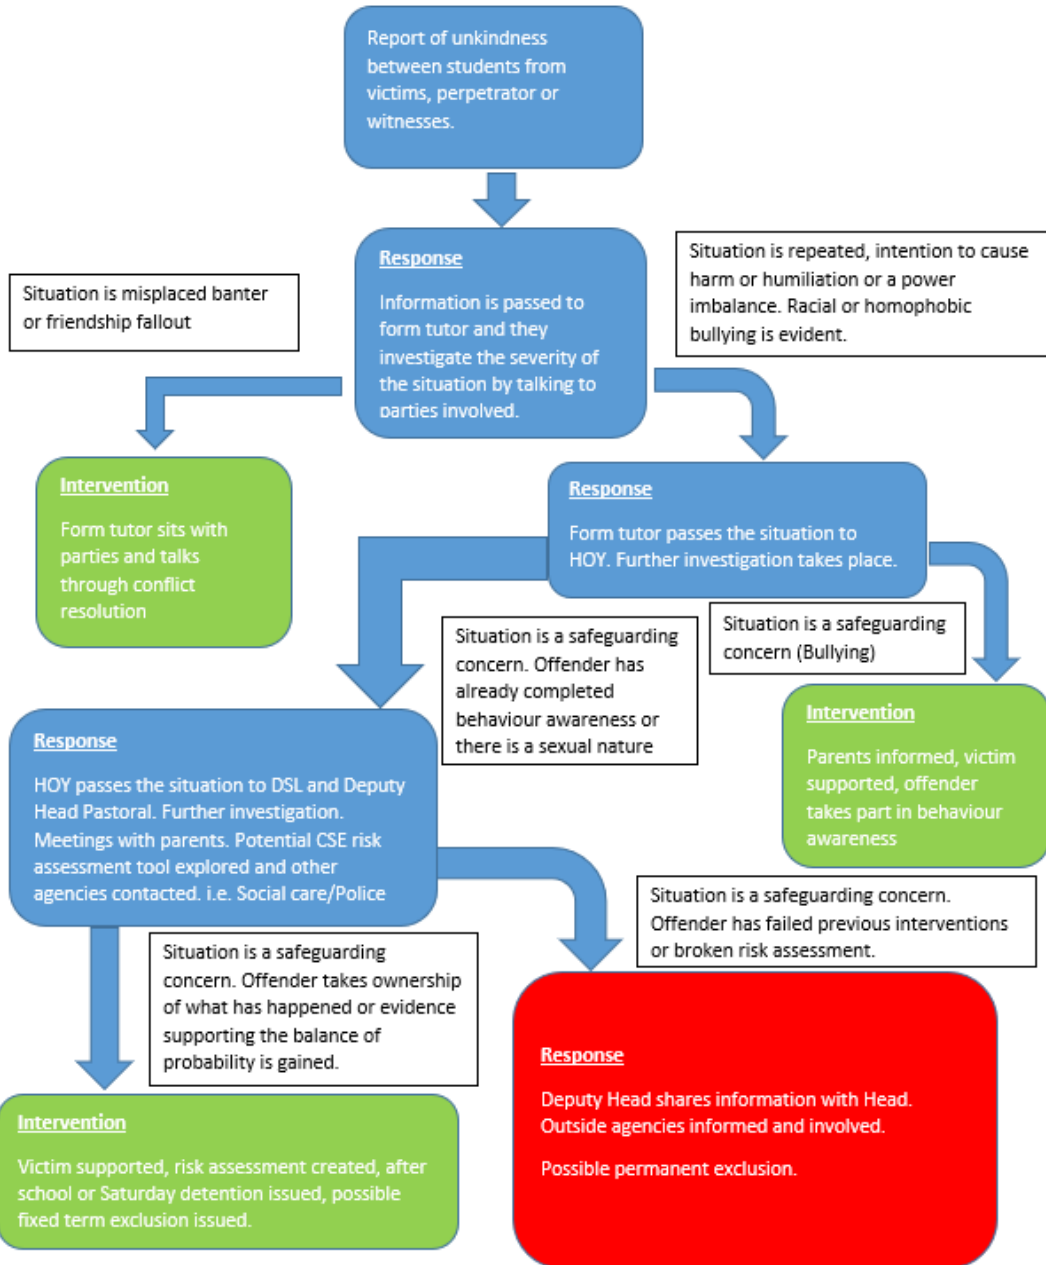 Report of unkindness
between students from
victims, perpetrator or
witnesses.
Response
Information is passed to
form tutor and they
investigate the severity of
the situation by talking to
parties involved.
Situation is misplaced banter
or friendship fallout
Situation is repeated, intention to cause
harm or humiliation or a power
imbalance. Racial or homophobic
bullying is evident.
Intervention
Form tutor sits with
parties and talks
through conflict
resolution
Response
Form tutor passes the situation to
HOY. Further investigation takes place.
Situation is a safeguarding
concern. Offender has
already completed
behaviour awareness or
there is a sexual nature
Situation is a safeguarding
concern (Bullying)
Intervention
Parents informed, victim
supported, offender
takes part in behaviour
awareness
Response
HOY passes the situation to DSL and Deputy
Head Pastoral. Further investigation.
Meetings with parents. Potential CSE risk
assessment tool explored and other
agencies contacted. i.e. Social care/Police
Situation is a safeguarding
concern. Offender takes ownership
of what has happened or evidence
supporting the balance of
probability is gained.
Situation is a safeguarding concern.
Offender has failed previous interventions
or broken risk assessment.
Intervention
Victim supported, risk assessment created, after
school or Saturday detention issued, possible
fixed term exclusion issued.
Response
Deputy Head shares information with Head.
Outside agencies informed and involved.
Possible permanent exclusion.